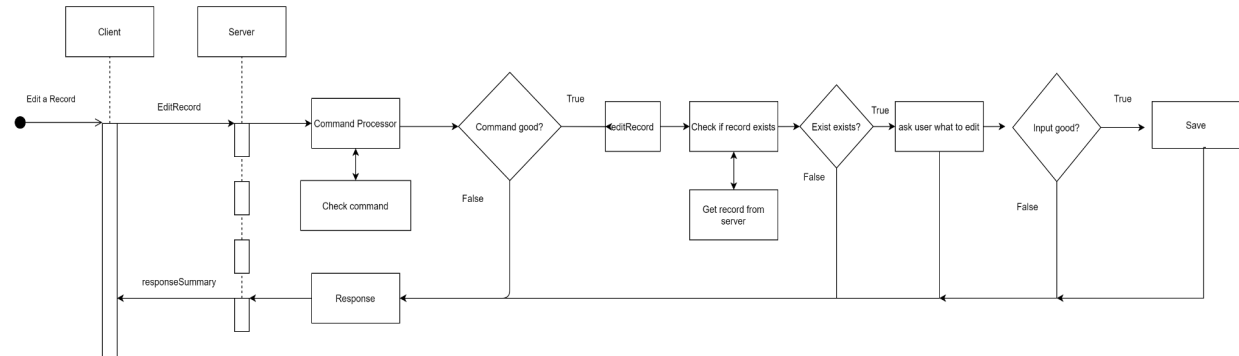 Client
Server
Edit a Record
EditRecord
Command Processor
Command good?
True
editRecord
Check if record exists
Exist exists?
True
ask user what to edit
Input good?
True
Save
False
False
False
Check command
Get record from
server
responseSummary
Response